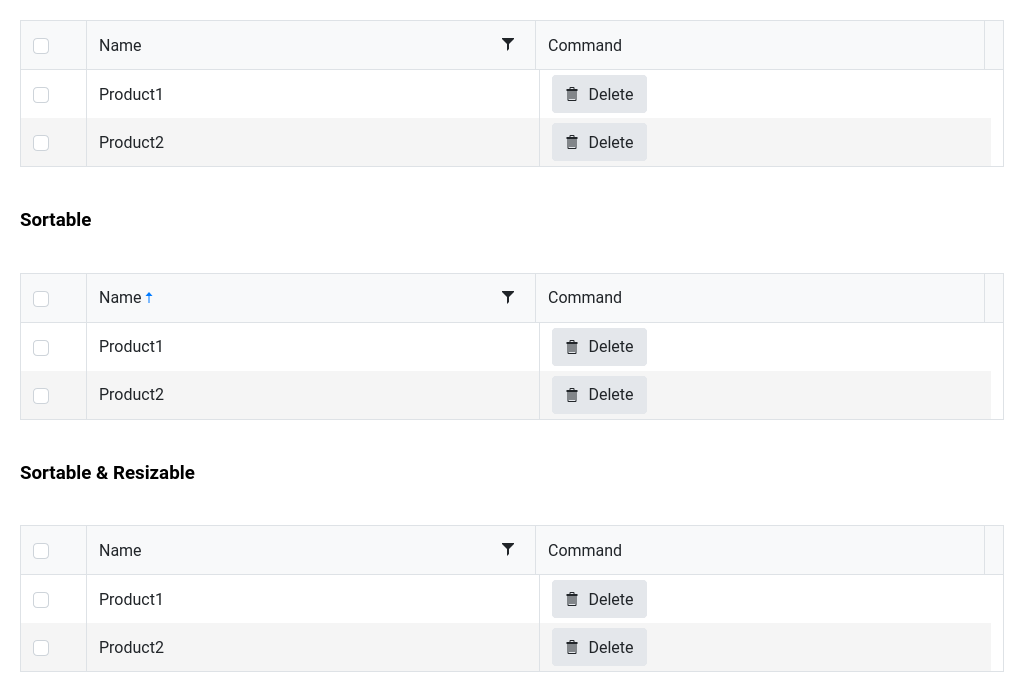 Name Command
Product1 Delete
Product2 Delete
Sortable
Name Command
Product1 Delete
Product2 Delete
Sortable & Resizable
Name Command
Product1 Delete
Product2 Delete